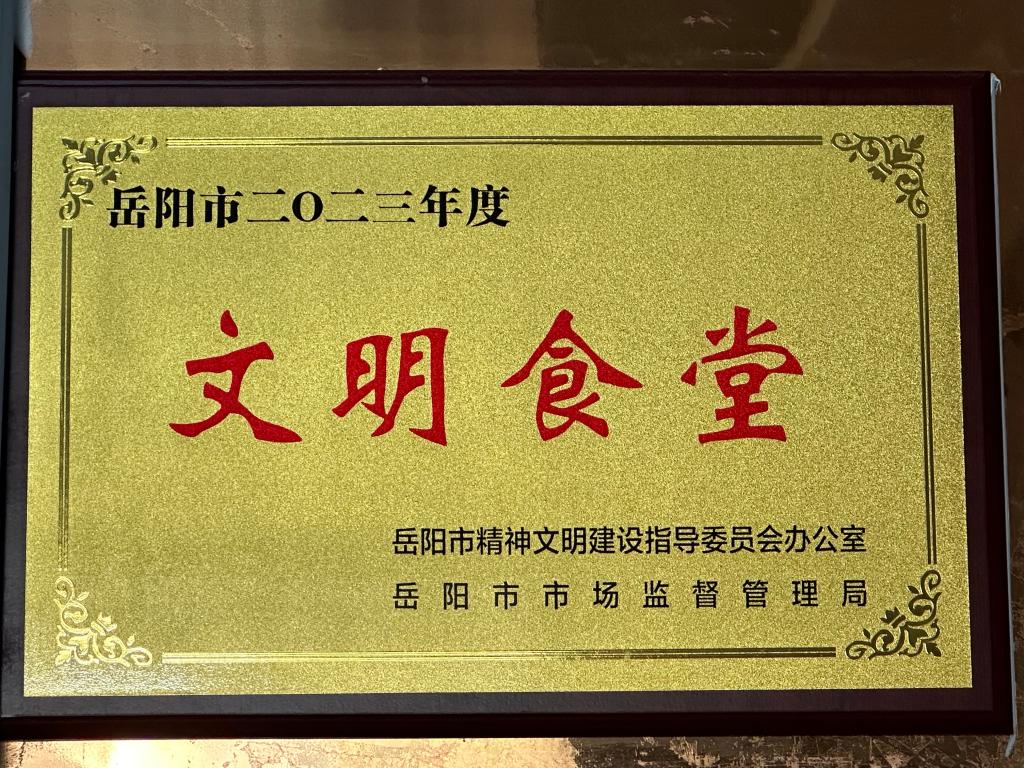 岳阳市二〇二三年度
文明食堂
岳阳市精神文明建设指导委员会办公室
岳阳市市场监督管理局